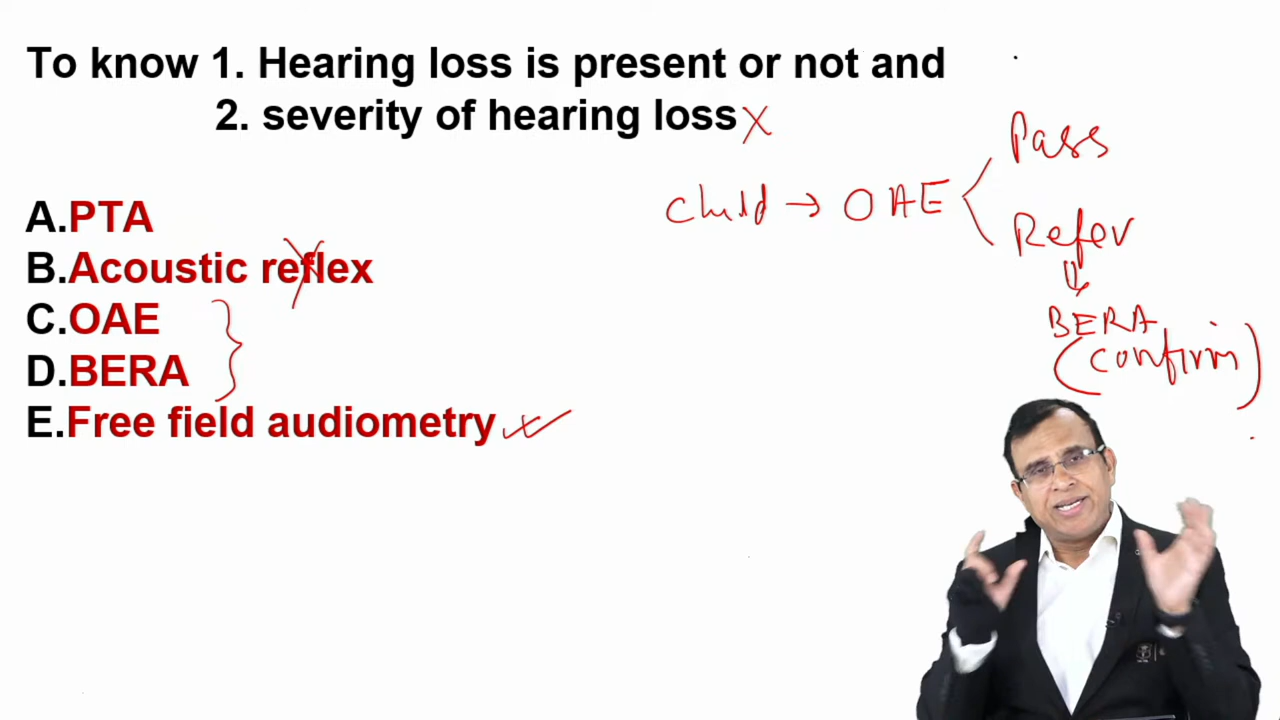 To know 1. Hearing loss is present or not and
2. severity of hearing loss X
Pass
Child → OAE
Refer
A.PTA
B.Acoustic reflex
C.OAE
D.BERA
E.Free field audiometry
BERA
(Confirm)